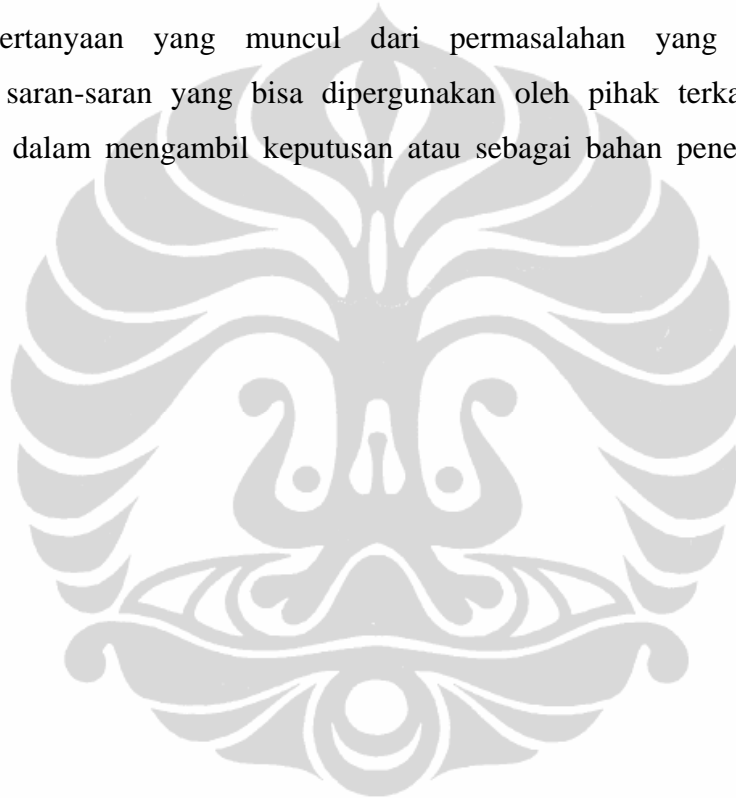 ertanyaan yang muncul dari permasalahan yang
saran-saran yang bisa dipergunakan oleh pihak terka
dalam mengambil keputusan atau sebagai bahan pene